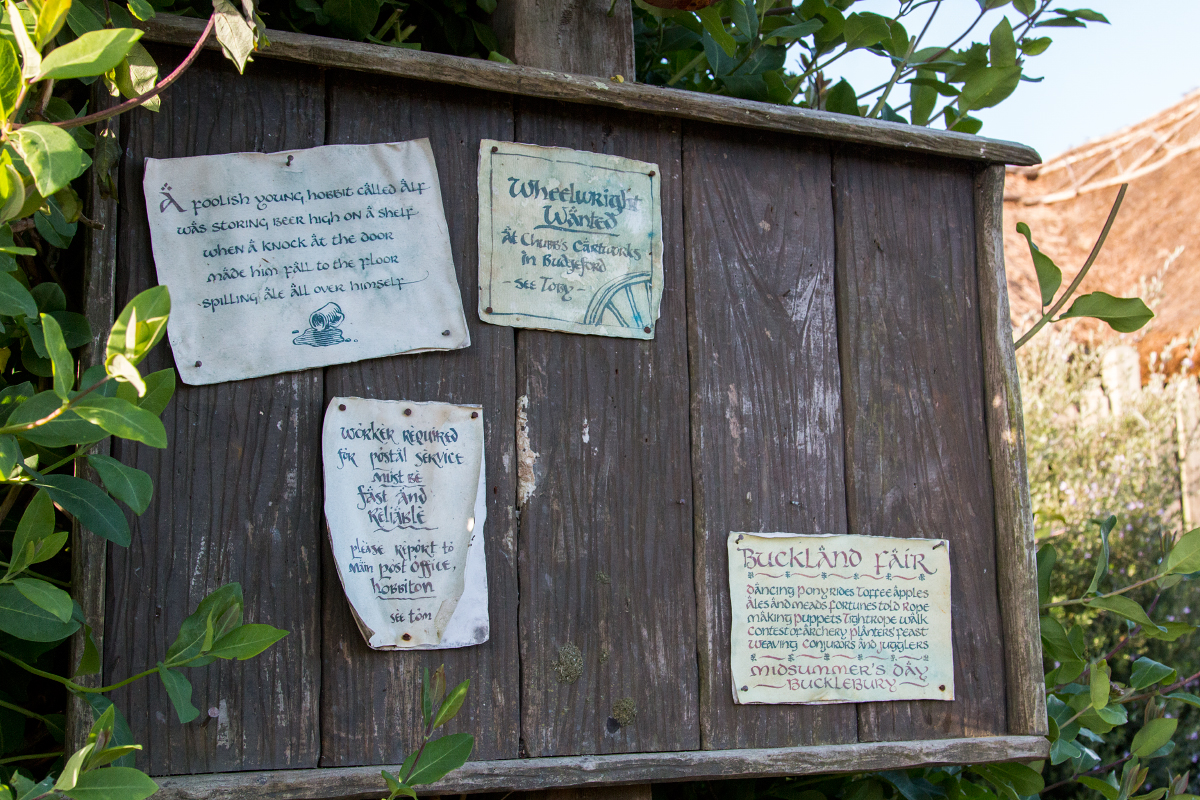 A foolish young hobbit called Alf
was storing beer high on a shelf
when a knock at the door
made him fall to the floor
-spilling ale all over himself-
Wheelwright
Wanted
At Chubb's Cartworks
in Budgeford
- see Tory -
worker required
for postal service
must be
fast and
reliable
please report to
main post office,
hobbiton
see tom
Buckland Fair
dancing pony rides toffee apples
ales and meads fortunes told rope
making puppets tightrope walk
contest of archery planters' feast
weaving conjurors and jugglers
midsummer's day
Bucklebury